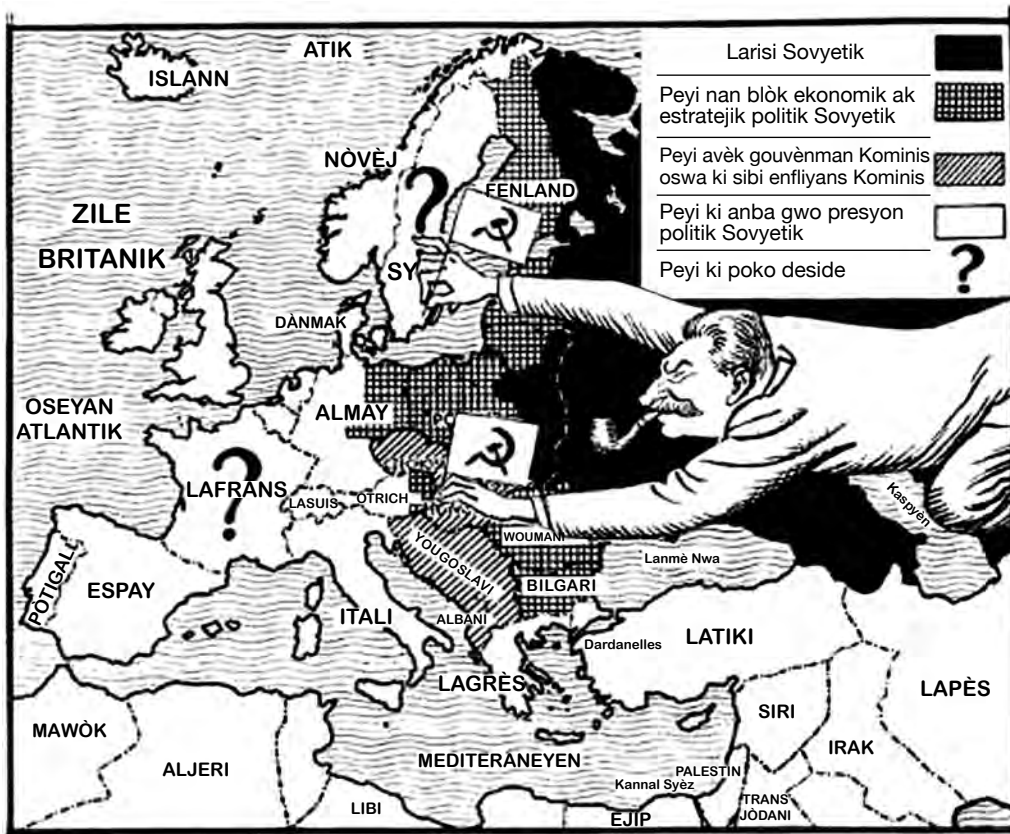 ATIK
ISLANN
Larisi Sovyetik
Peyi nan blòk ekonomik ak
estratejik politik Sovyetik
Peyi avèk gouvènman Kominis
oswa ki sibi enfliyans Kominis
Peyi ki anba gwo presyon
politik Sovyetik
?
Peyi ki poko deside
NÒVÈJ
?
FENLAND
ZILE
BRITANIK
SY
DÀNMAK
OSEYAN
ATLANTIK
ALMAY
?
LAFRÀNS
LASUIS
OTRICH
Kaspyèn
WOUMANI
Lanmè Nwa
YOUGOSLAVI
BILGARI
PÒTIGAL
ESPAY
ITALI
ALBANI
Dardanelles
LATIKI
LAGRÈS
LAPÈS
MAWÒK
SIRI
IRAK
ALJERI
MEDITERANEYEN
PALESTIN
Kannal Syèz
LIBI
EJIP
TRANS
JÒDANI